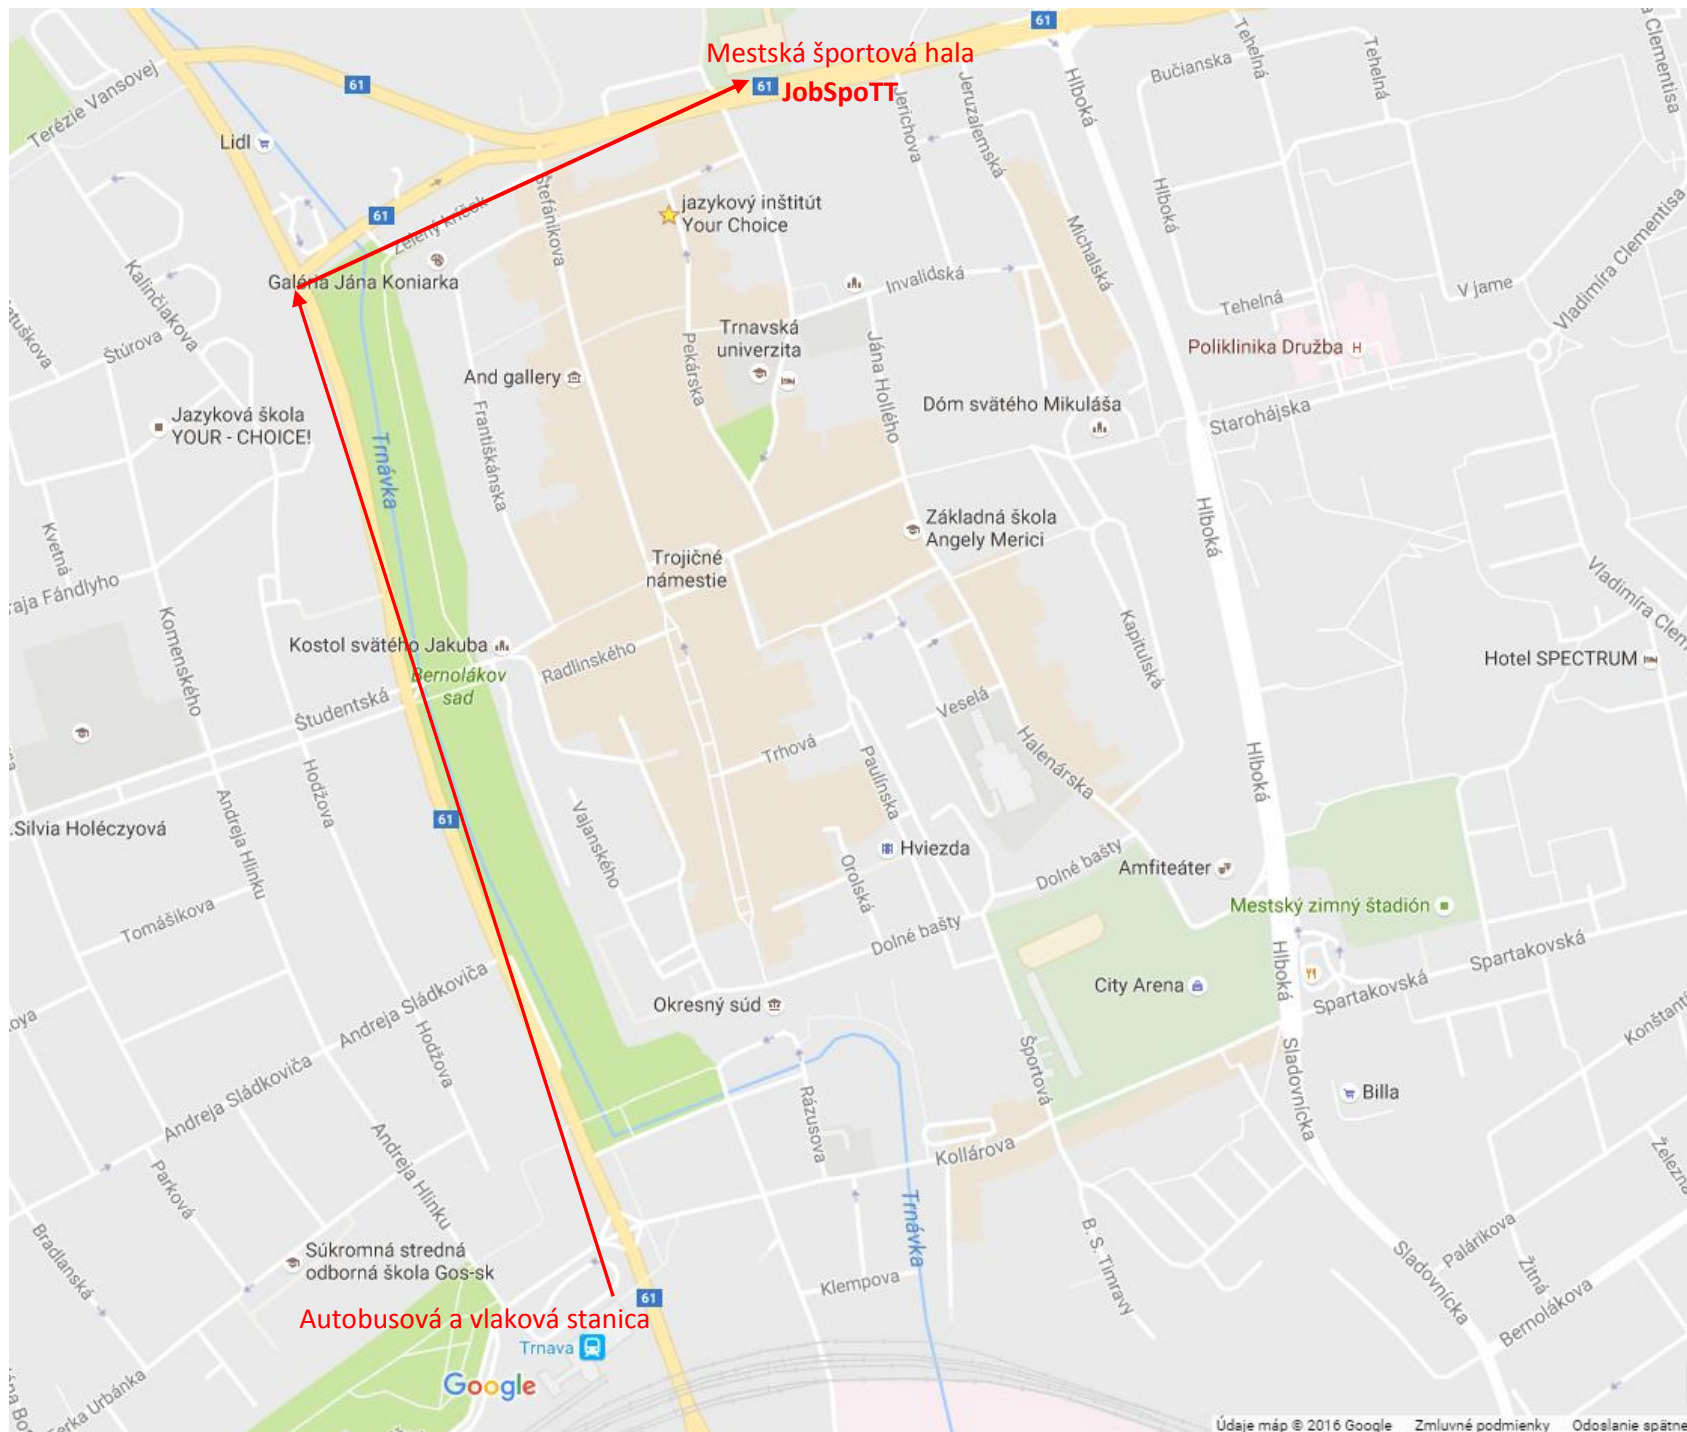 61
Mestská športová hala
JobSpoTT
61
61
Terézie Vansovej
Lidl
Bučianska
Tehelná
Tehelná
Hlboká
Jerichova
Jeruzalemská
Hlboká
61
Zelený kríčok
Štefánikova
jazykový inštitút
Your Choice
Michalská
Vladimíra Clementisa
Galéria Jána Koniarka
Kalinčiakova
Invalidská
Tehelná
V jame
Štúrova
Trnavská
univerzita
Pekárska
Jána Hollého
Poliklinika Družba
H
And gallery
Františkánska
Dóm svätého Mikuláša
Starohájska
Jazyková škola
YOUR - CHOICE!
Trnávka
Základná škola
Angely Merici
Hlboká
Kvetná
Trojičné
námestie
aja Fándlyho
Komenského
Kapitulská
Kostol svätého Jakuba
Radlinského
Bernolákov
sad
Hotel SPECTRUM
Študentská
Veselá
Trhová
Halenárska
Paulínska
Hlboká
Hodžova
Andreja Hlinku
61
Vajanského
.Silvia Holéczyová
Hviezda
Orolská
Dolné bašty
Amfiteáter
Mestský zimný štadión
Tomášikova
Dolné bašty
Hlboká
Spartakovská
Andreja Sládkoviča
City Arena
Spartakovská
Okresný súd
Hodžova
Športová
Sladovnícka
Andreja Sládkoviča
Rázusova
Billa
Andreja Hlinku
Kollárova
Parková
Trnávka
Železná
Bradlanská
B. S. Timravy
Palárikova
Súkromná stredná
odborná škola Gos-sk
Sladovnícka
Žitná
Klempova
61
Autobusová a vlaková stanica
Bernolákova
Trnava
Google
Údaje máp © 2016 Google
Zmluvné podmienky
Odoslanie spätne